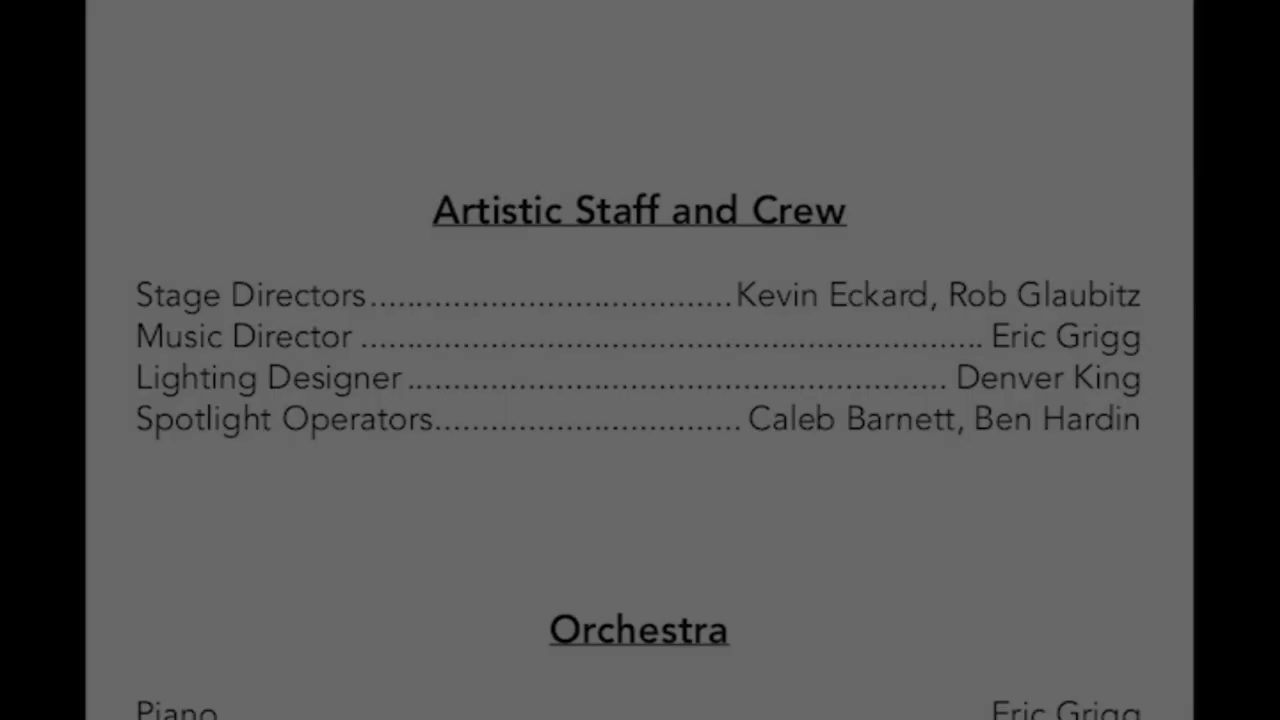 Artistic Staff and Crew
Stage Directors.......................................Kevin Eckard, Rob Glaubitz
Music Director ................................................................... Eric Grigg
Lighting Designer .......................................................... Denver King
Spotlight Operators................................. Caleb Barnett, Ben Hardin
Orchestra
Piano Eric Grigg